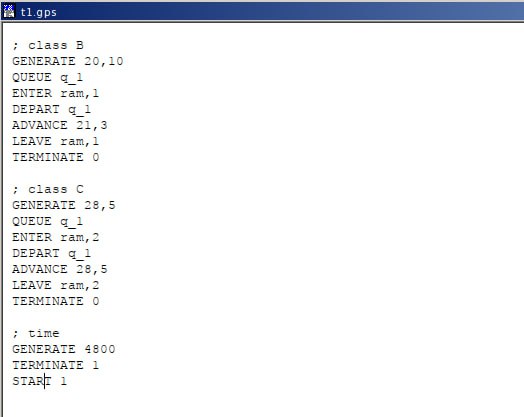 t1.gps
; class B
GENERATE 20,10
QUEUE q_1
ENTER ram,1
DEPART q_1
ADVANCE 21,3
LEAVE ram,1
TERMINATE 0
; class C
GENERATE 28,5
QUEUE q_1
ENTER ram,2
DEPART q_1
ADVANCE 28,5
LEAVE ram,2
TERMINATE 0
; time
GENERATE 4800
TERMINATE 1
START 1